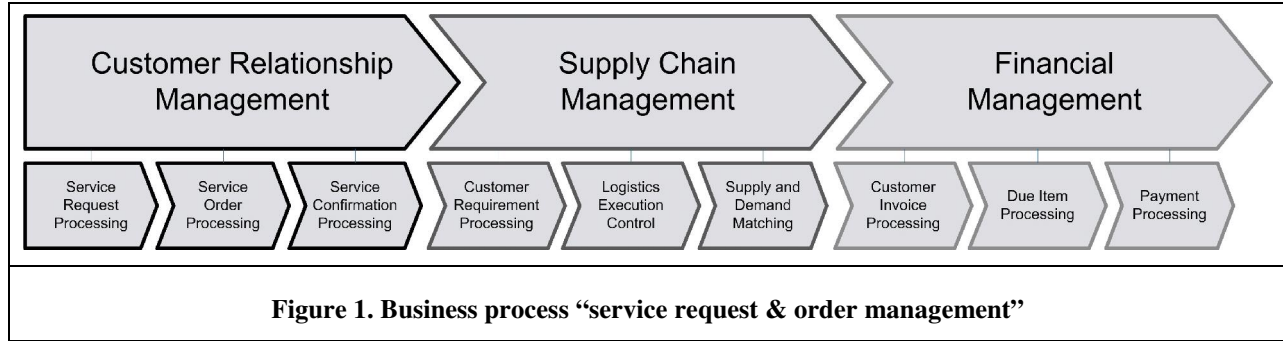 Customer Relationship
Management
Supply Chain
Management
Financial
Management
Service
Request
Processing
Service
Order
Processing
Service
Confirmation
Processing
Customer
Requirement
Processing
Logistics
Execution
Control
Supply and
Demand
Matching
Customer
Invoice
Processing
Due Item
Processing
Payment
Processing
Figure 1. Business process “service request & order management”